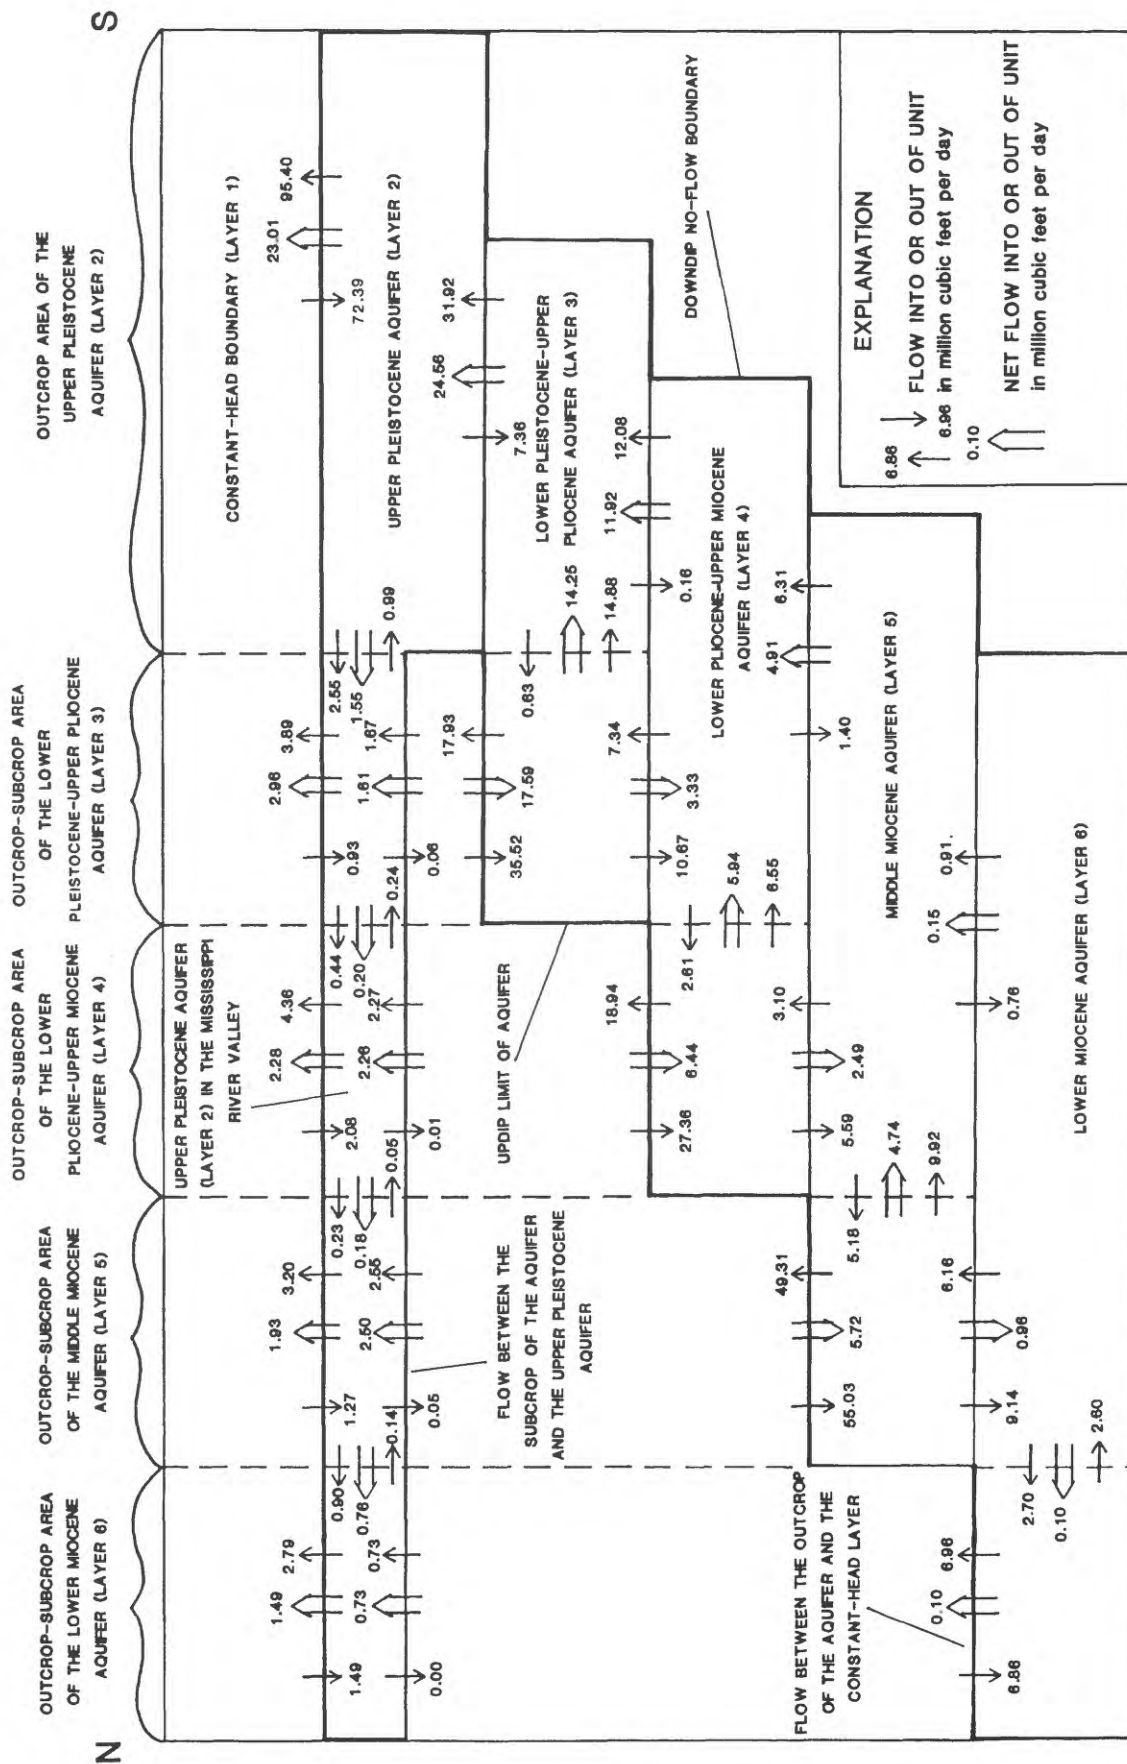 N
S
OUTCROP-SUBCROP AREA
OF THE LOWER MIOCENE
AQUIFER (LAYER 6)
OUTCROP-SUBCROP AREA
OF THE MIDDLE MIOCENE
AQUIFER (LAYER 5)
OUTCROP-SUBCROP AREA
OF THE LOWER
PLIOCENE-UPPER MIOCENE
AQUIFER (LAYER 4)
OUTCROP-SUBCROP AREA
OF THE LOWER
PLEISTOCENE-UPPER PLIOCENE
AQUIFER (LAYER 3)
OUTCROP AREA OF THE
UPPER PLEISTOCENE
AQUIFER (LAYER 2)
UPPER PLEISTOCENE AQUIFER
(LAYER 2) IN THE MISSISSIPPI
RIVER VALLEY
CONSTANT-HEAD BOUNDARY (LAYER 1)
1.49
2.79
1.93
3.20
2.28
4.36
2.96
3.89
23.01
95.40
1.49
0.90
1.27
0.23
2.08
0.44
0.93
2.55
72.39
0.73
0.73
0.76
2.50
2.55
0.18
2.26
2.27
0.20
1.61
1.67
1.55
0.00
0.14
0.05
0.05
0.01
0.24
0.06
0.99
UPPER PLEISTOCENE AQUIFER (LAYER 2)
17.93
24.56
31.92
35.52
17.59
7.36
FLOW BETWEEN THE
SUBCROP OF THE AQUIFER
AND THE UPPER PLEISTOCENE
AQUIFER
UPDIP LIMIT OF AQUIFER
0.63
14.25
14.88
LOWER PLEISTOCENE-UPPER
PLIOCENE AQUIFER (LAYER 3)
18.94
7.34
11.92
12.08
27.36
6.44
10.67
3.33
0.16
DOWNDIP NO-FLOW BOUNDARY
2.61
5.94
6.55
LOWER PLIOCENE-UPPER MIOCENE
AQUIFER (LAYER 4)
49.31
3.10
4.91
6.31
55.03
5.72
5.59
2.49
1.40
FLOW BETWEEN THE OUTCROP
OF THE AQUIFER AND THE
CONSTANT-HEAD LAYER
5.18
4.74
9.92
MIDDLE MIOCENE AQUIFER (LAYER 5)
0.10
6.96
6.16
0.15
0.91
6.86
9.14
0.96
0.76
2.70
0.10
2.60
LOWER MIOCENE AQUIFER (LAYER 6)
EXPLANATION
6.86
6.96
FLOW INTO OR OUT OF UNIT
in million cubic feet per day
0.10
NET FLOW INTO OR OUT OF UNIT
in million cubic feet per day